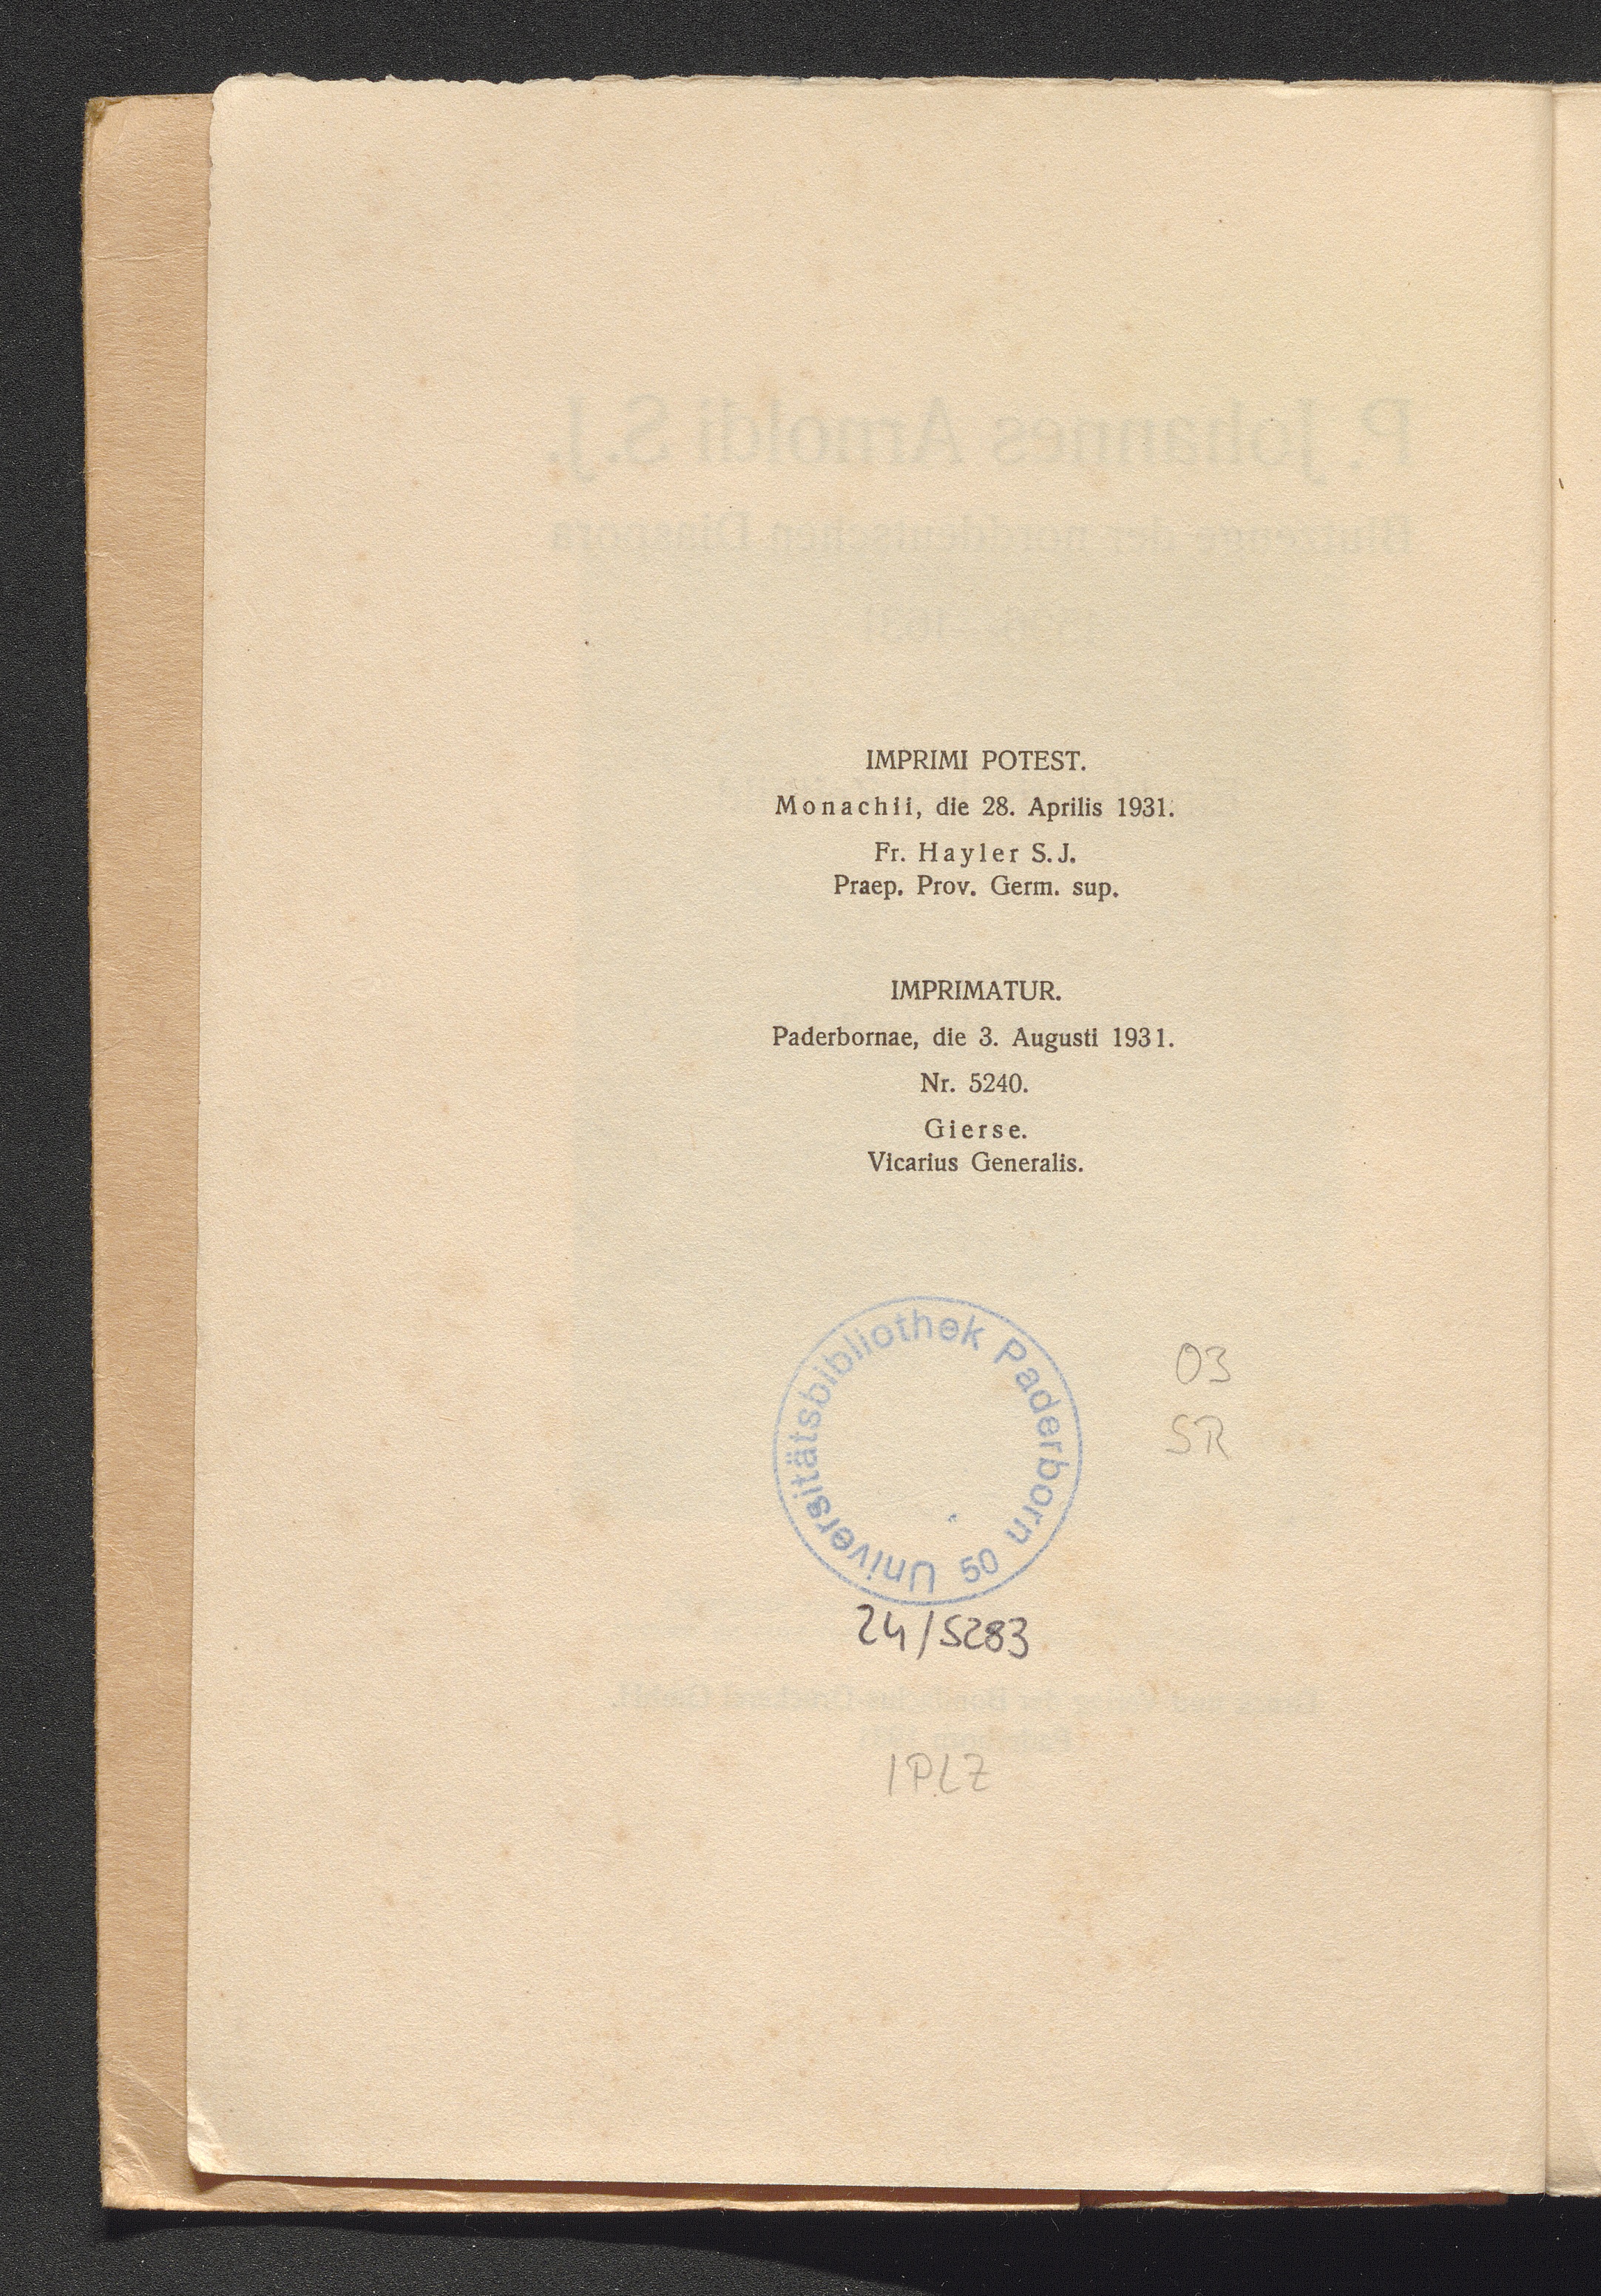 IMPRIMI POTEST.
Monachii, die 28. Aprilis 1931.
Fr. Hayler S. J.
Praep. Prov. Germ. sup.
IMPRIMATUR.
Paderbornae, die 3. Augusti 1931.
Nr. 5240.
Gierse.
Vicarius Generalis.
Universitätsbibliothek Paderborn 50
03
SR
24/5283